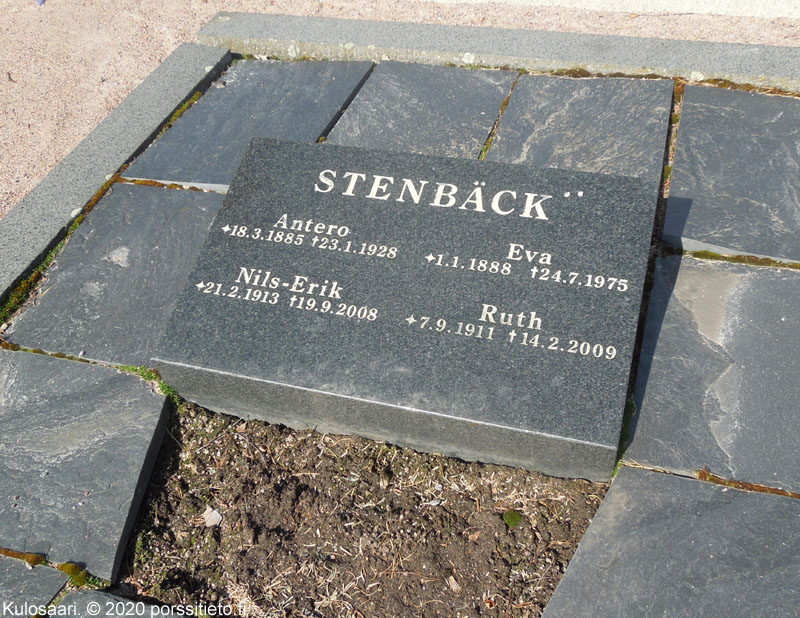 STENBÄCK
Antero
✦18.3.1885 †23.1.1928
Eva
✦1.1.1888 †24.7.1975
Nils-Erik
✦21.2.1913 †19.9.2008
Ruth
✦7.9.1911 †14.2.2009
Kulosaari. © 2020 porssitieto.fi